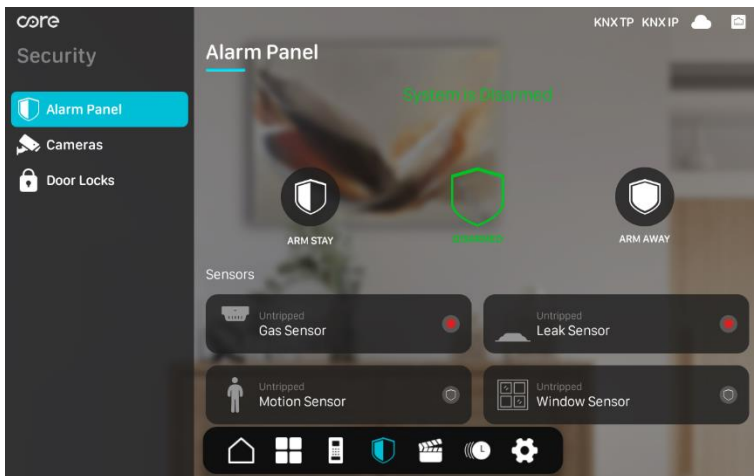 core
KNX TP KNX IP
Security
Alarm Panel
System is Disarmed
Alarm Panel
Cameras
Door Locks
ARM STAY
ARM AWAY
Sensors
Untripped
Gas Sensor
Untripped
Leak Sensor
Untripped
Motion Sensor
Untripped
Window Sensor